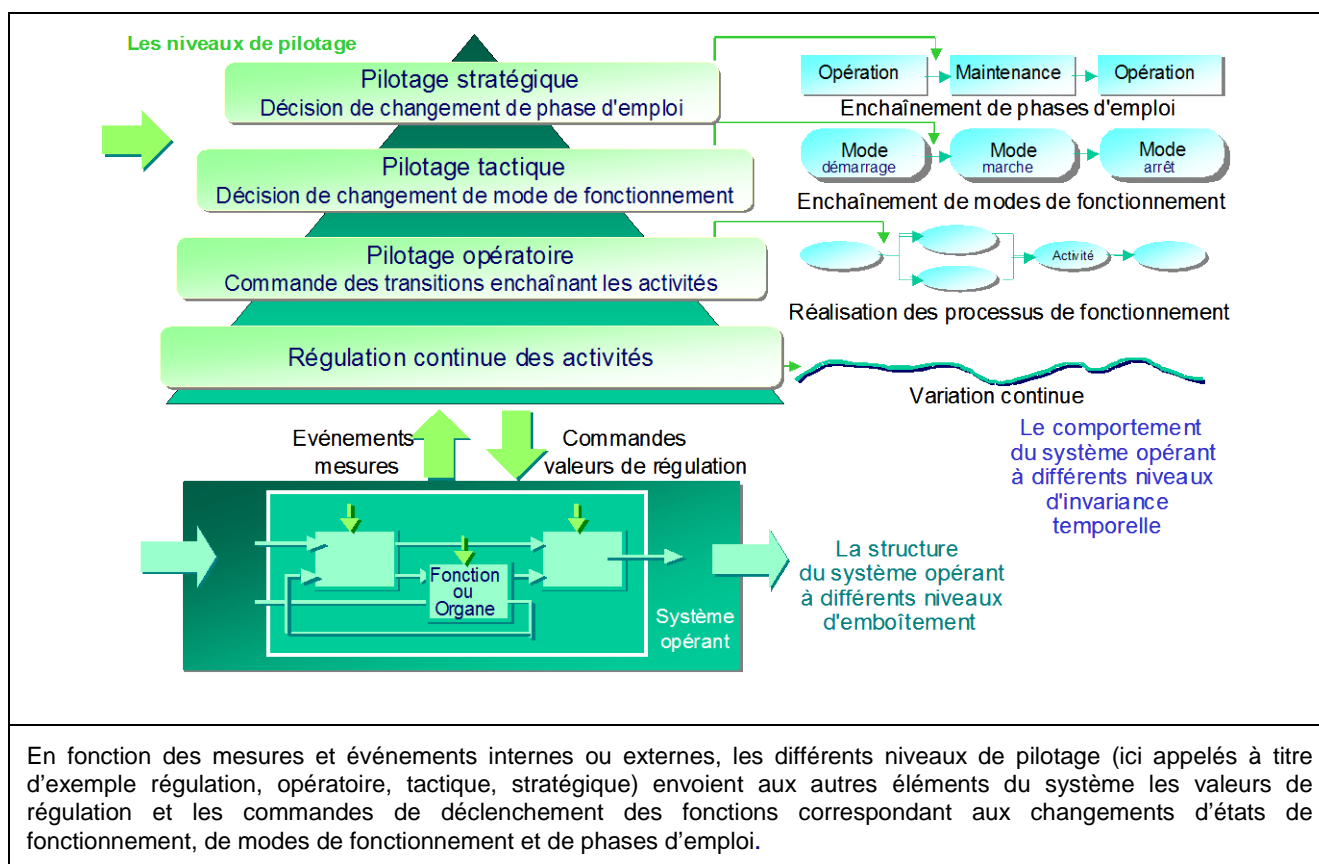 Les niveaux de pilotage
Pilotage stratégique
Décision de changement de phase d'emploi
Opération
Maintenance
Opération
Enchaînement de phases d'emploi
Pilotage tactique
Décision de changement de mode de fonctionnement
Mode
démarrage
Mode
marche
Mode
arrêt
Enchaînement de modes de fonctionnement
Pilotage opératoire
Commande des transitions enchaînant les activités
Activité
Réalisation des processus de fonctionnement
Régulation continue des activités
Variation continue
Evénements
mesures
Commandes
valeurs de régulation
Le comportement
du système opérant
à différents niveaux
d'invariance
temporelle
Fonction
ou
Organe
Système
opérant
La structure
du système opérant
à différents niveaux
d'emboîtement
En fonction des mesures et événements internes ou externes, les différents niveaux de pilotage (ici appelés à titre
d'exemple régulation, opératoire, tactique, stratégique) envoient aux autres éléments du système les valeurs de
régulation et les commandes de déclenchement des fonctions correspondant aux changements d'états de
fonctionnement, de modes de fonctionnement et de phases d'emploi.